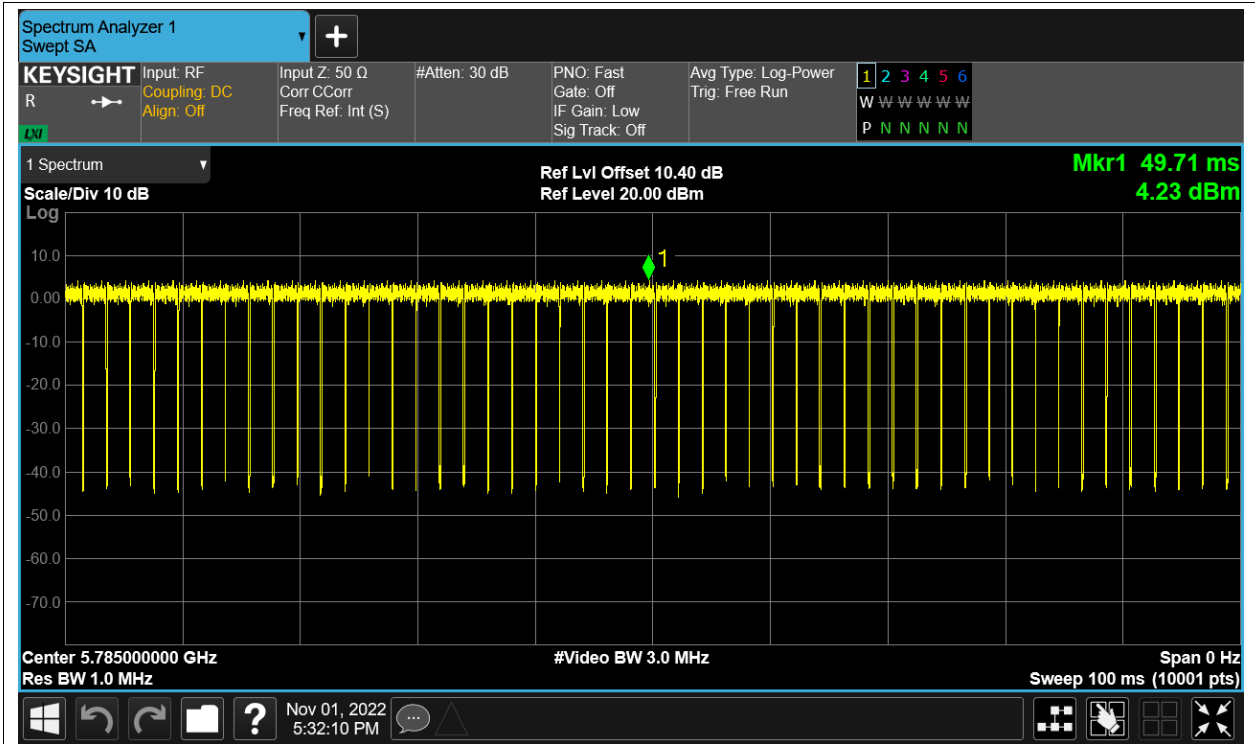 Spectrum Analyzer 1
Swept SA
KEYSIGHT
R
LXI
Input: RF
Coupling: DC
Align: Off
Input Z: 50 Ω
Corr CCorr
Freq Ref: Int (S)
#Atten: 30 dB
PNO: Fast
Gate: Off
IF Gain: Low
Sig Track: Off
Avg Type: Log-Power
Trig: Free Run
1 2 3 4 5 6
W W W W W W
P N N N N N
1 Spectrum
Scale/Div 10 dB
Ref Lvl Offset 10.40 dB
Ref Level 20.00 dBm
Mkr1 49.71 ms
4.23 dBm
Log
1
10.0
0.00
-10.0
-20.0
-30.0
-40.0
-50.0
-60.0
-70.0
Center 5.785000000 GHz
#Video BW 3.0 MHz
Span 0 Hz
Res BW 1.0 MHz
Sweep 100 ms (10001 pts)
?
Nov 01, 2022
5:32:10 PM